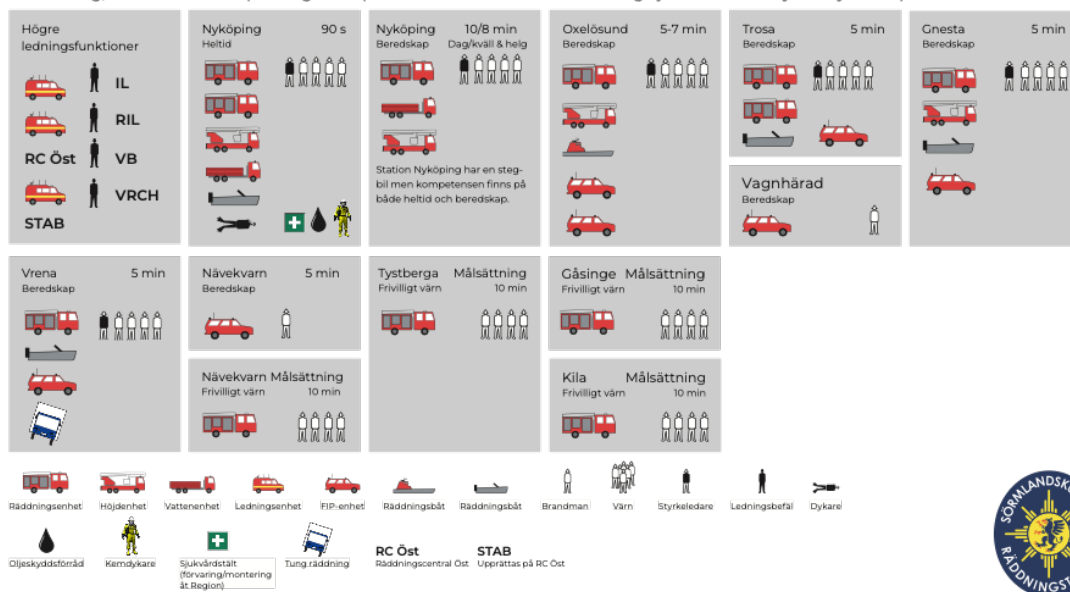 Högre
ledningsfunktioner
IL
RIL
RC Öst
VB
VRCH
STAB
Nyköping 90 s
Heltid
Nyköping 10/8 min
Beredskap Dag/kväll & helg
Station Nyköping har en steg-
bil men kompetensen finns på
både heltid och beredskap.
Oxelösund 5-7 min
Beredskap
Trosa 5 min
Beredskap
Vagnhärad
Beredskap
Gnesta 5 min
Beredskap
Vrena 5 min
Beredskap
Nävekvarn 5 min
Beredskap
Nävekvarn Målsättning
Frivilligt värn 10 min
Tystberga Målsättning
Frivilligt värn 10 min
Gåsinge Målsättning
Frivilligt värn 10 min
Kila Målsättning
Frivilligt värn 10 min
Räddningsenhet Höjdenhet Vattenenhet Ledningsenhet FIP-enhet Räddningsbåt Räddningsbåt Brandman Värn Styrkeledare Ledningsbefäl Dykare
Oljeskyddsförråd Kemdykare Sjukvårdstält
(förvaring/montering
åt Region)
Tung räddning
RC Öst
Räddningscentral Öst
STAB
Upprättas på RC Öst